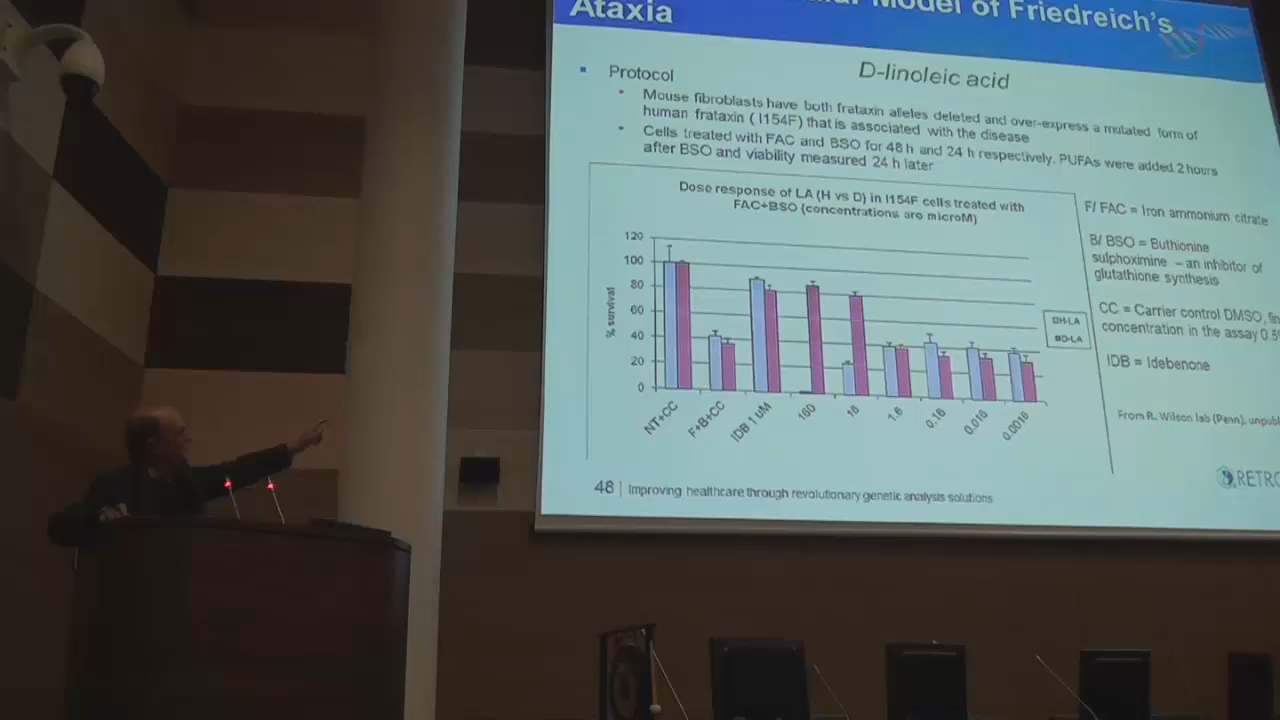 Model of Friedreich's
Ataxia
D-linoleic acid
Protocol
Mouse fibroblasts have both frataxin alleles deleted and over-express a mutated form of
human frataxin ( I154F) that is associated with the disease
Cells treated with FAC and BSO for 48 h and 24 h respectively. PUFAs were added 2 hours
after BSO and viability measured 24 h later
Dose response of LA (H vs D) in I154F cells treated with
FAC+BSO (concentrations are microM)
% survival
120
100
80
60
40
20
0
NT+CC
F+B+CC
IDB 1 uM
160
16
1.6
0.16
0.016
0.0016
H-LA
D-LA
F/ FAC = Iron ammonium citrate
B/ BSO = Buthionine
sulphoximine – an inhibitor of
glutathione synthesis
CC = Carrier control DMSO,
concentration in the assay
IDB = Idebenone
From R. Wilson lab (Penn),
48 | Improving healthcare through revolutionary genetic analysis solutions